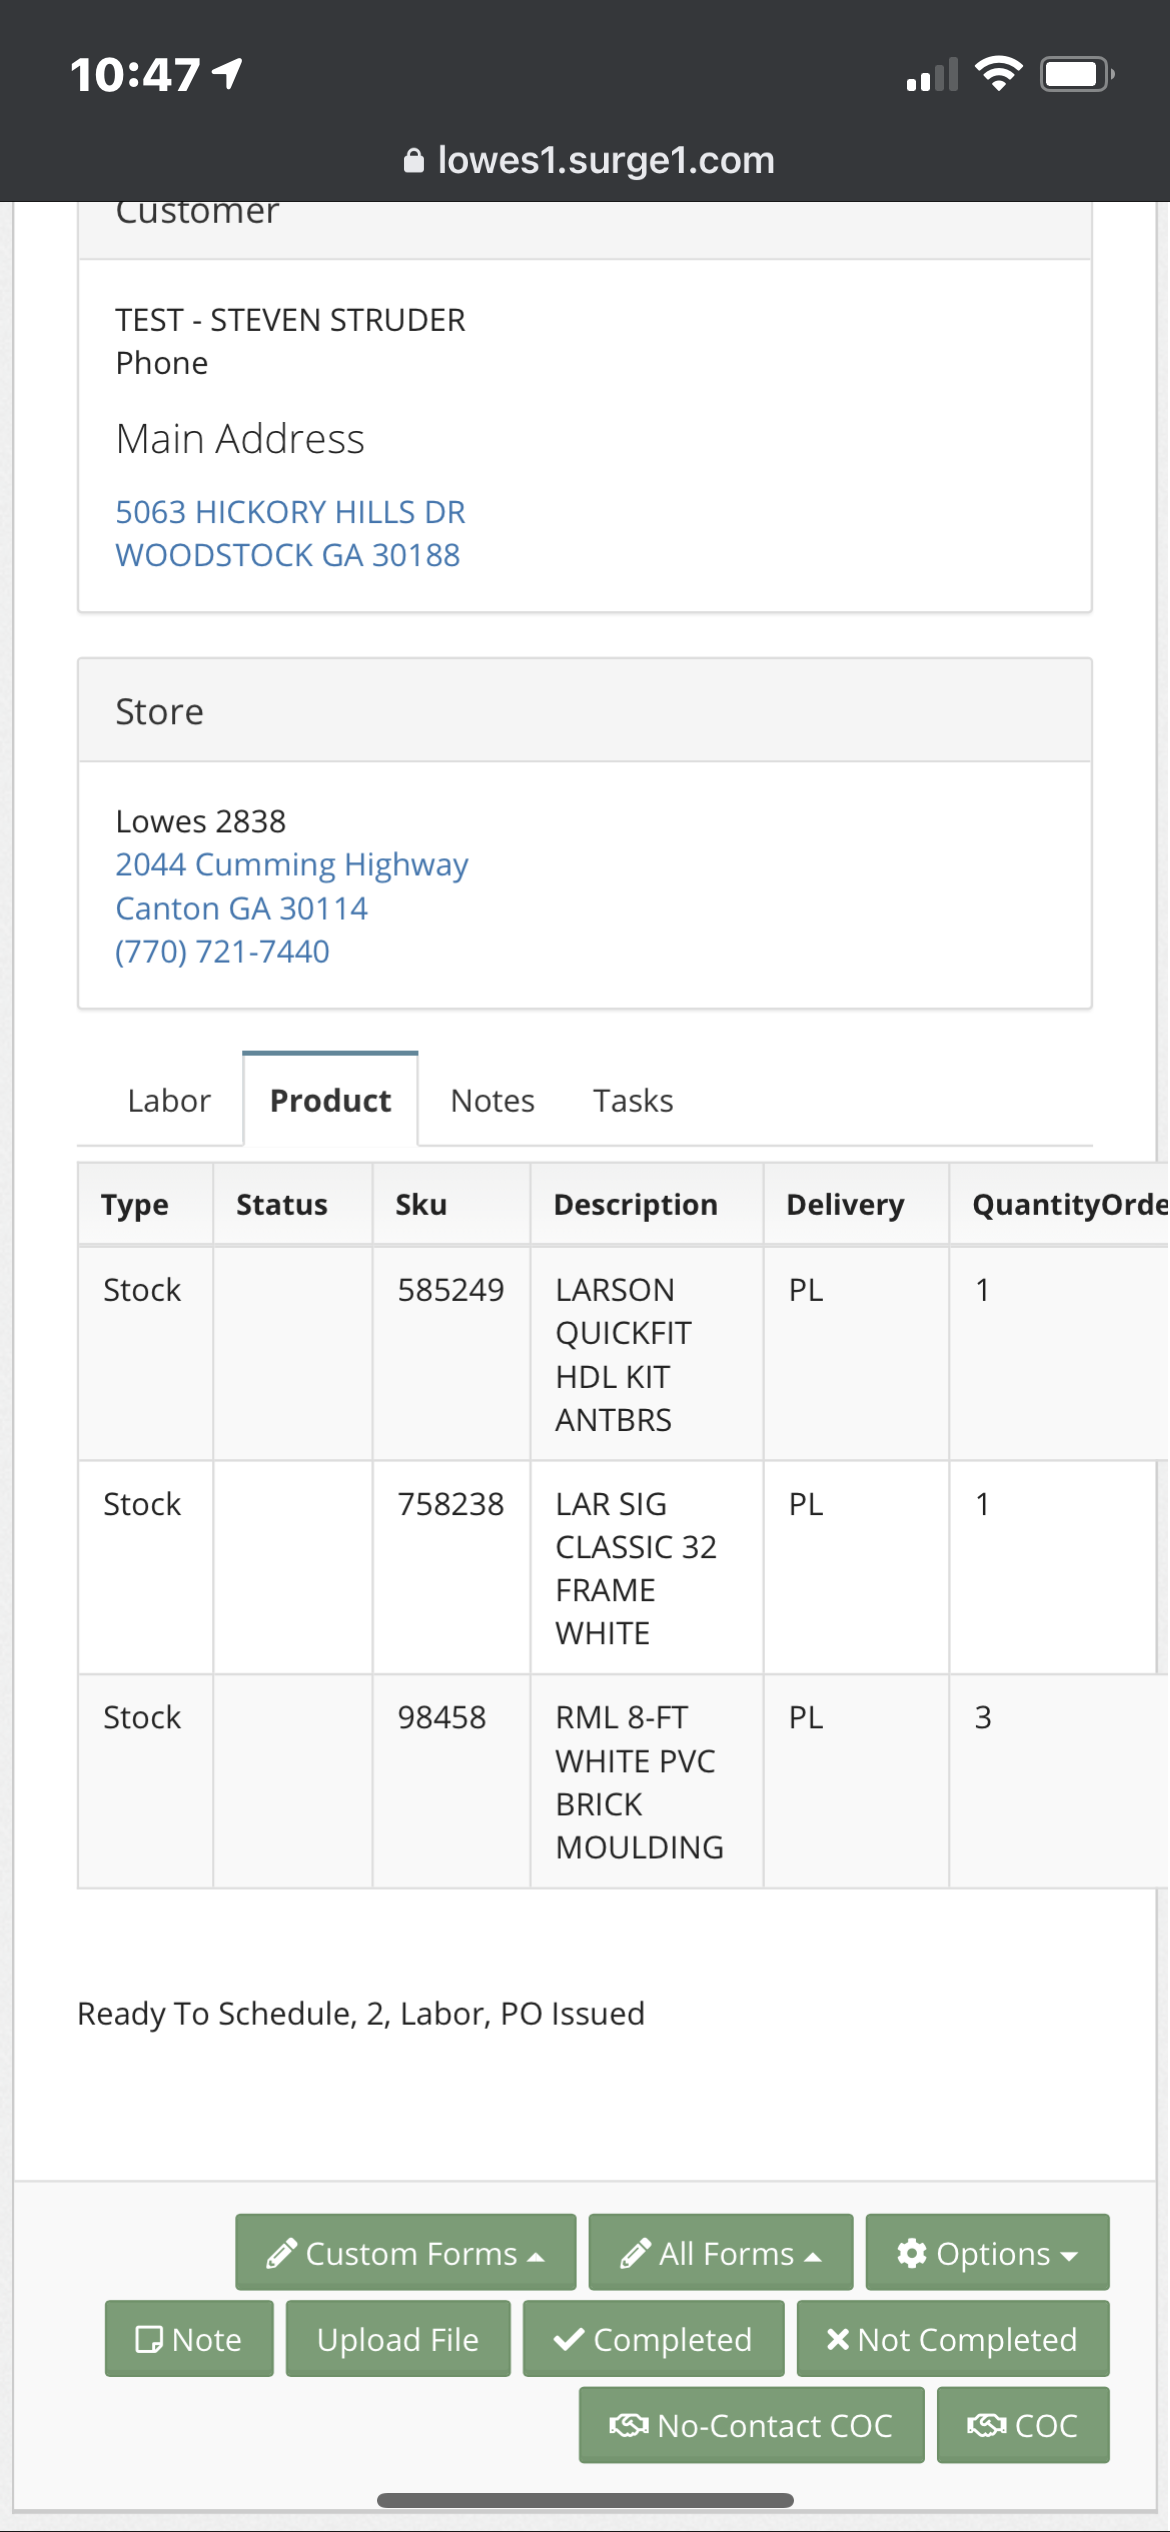 10:47
lowes1.surge1.com
Customer
TEST - STEVEN STRUDER
Phone
Main Address
5063 HICKORY HILLS DR
WOODSTOCK GA 30188
Store
Lowes 2838
2044 Cumming Highway
Canton GA 30114
(770) 721-7440
Labor Product Notes Tasks
Type Status Sku Description Delivery QuantityOrde
Stock 585249 LARSON PL 1
QUICKFIT
HDL KIT
ANTBRS
Stock 758238 LAR SIG PL 1
CLASSIC 32
FRAME
WHITE
Stock 98458 RML 8-FT PL 3
WHITE PVC
BRICK
MOULDING
Ready To Schedule, 2, Labor, PO Issued
Custom Forms All Forms Options
Note Upload File Completed Not Completed
No-Contact COC COC